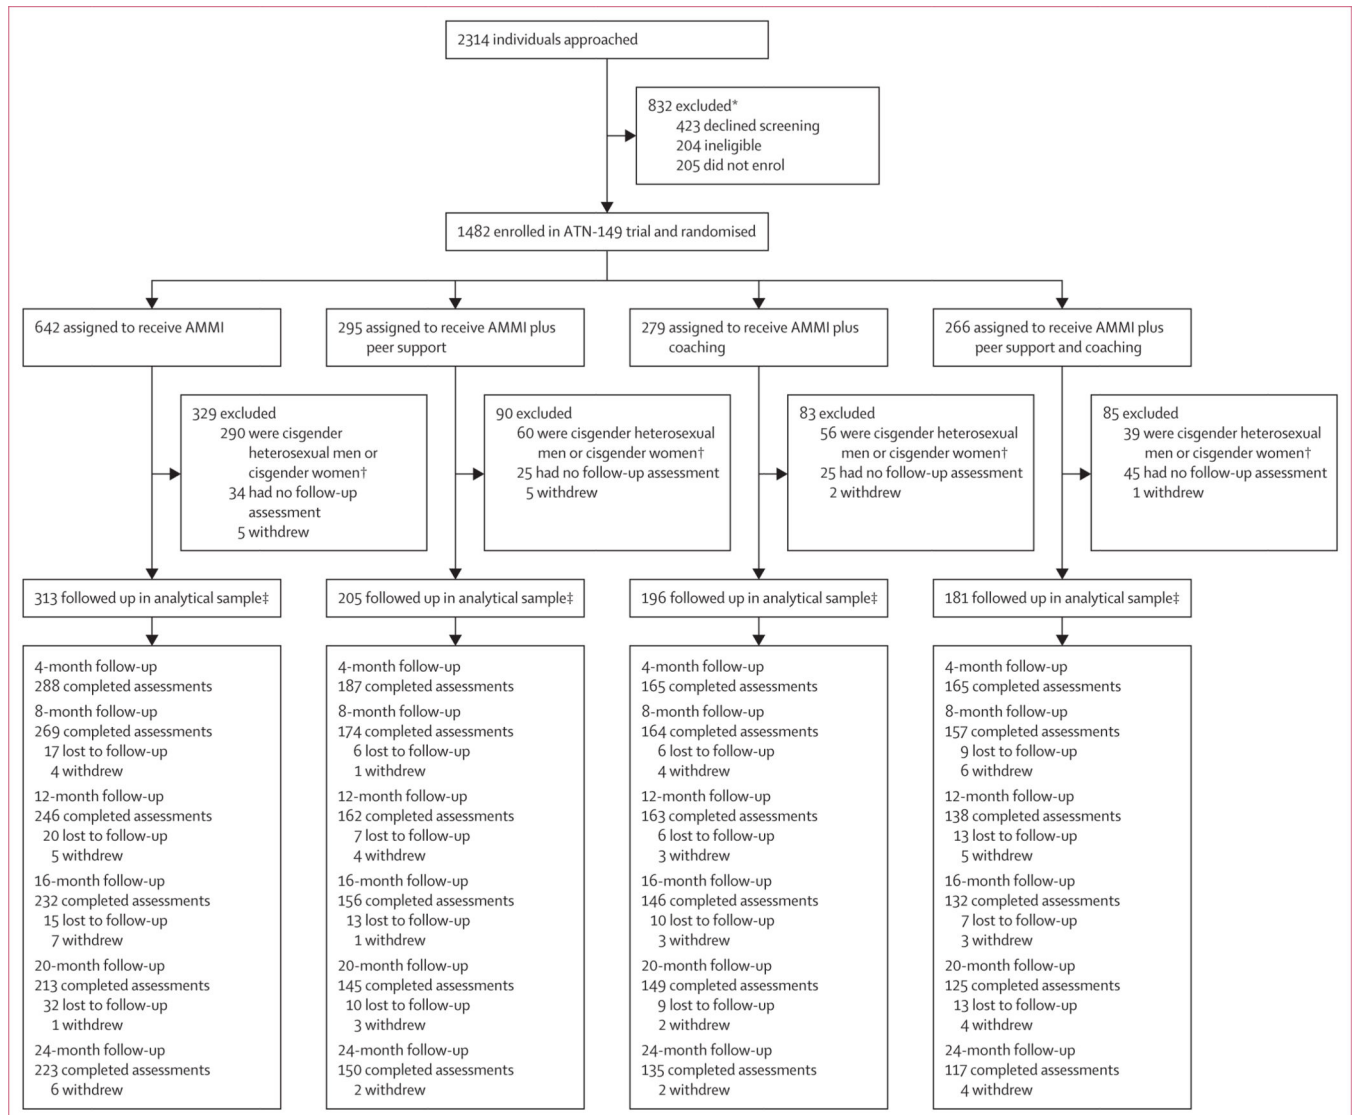 2314 individuals approached
832 excluded*
423 declined screening
204 ineligible
205 did not enrol
1482 enrolled in ATN-149 trial and randomised
642 assigned to receive AMMI
295 assigned to receive AMMI plus
peer support
279 assigned to receive AMMI plus
coaching
266 assigned to receive AMMI plus
peer support and coaching
329 excluded
290 were cisgender
heterosexual men or
cisgender women†
34 had no follow-up
assessment
5 withdrew
90 excluded
60 were cisgender heterosexual
men or cisgender women†
25 had no follow-up assessment
5 withdrew
83 excluded
56 were cisgender heterosexual
men or cisgender women†
25 had no follow-up assessment
2 withdrew
85 excluded
39 were cisgender heterosexual
men or cisgender women†
45 had no follow-up assessment
1 withdrew
313 followed up in analytical sample‡
205 followed up in analytical sample‡
196 followed up in analytical sample‡
181 followed up in analytical sample‡
4-month follow-up
288 completed assessments
8-month follow-up
269 completed assessments
17 lost to follow-up
4 withdrew
12-month follow-up
246 completed assessments
20 lost to follow-up
5 withdrew
16-month follow-up
232 completed assessments
15 lost to follow-up
7 withdrew
20-month follow-up
213 completed assessments
32 lost to follow-up
1 withdrew
24-month follow-up
223 completed assessments
6 withdrew
4-month follow-up
187 completed assessments
8-month follow-up
174 completed assessments
6 lost to follow-up
1 withdrew
12-month follow-up
162 completed assessments
7 lost to follow-up
4 withdrew
16-month follow-up
156 completed assessments
13 lost to follow-up
1 withdrew
20-month follow-up
145 completed assessments
10 lost to follow-up
3 withdrew
24-month follow-up
150 completed assessments
2 withdrew
4-month follow-up
165 completed assessments
8-month follow-up
164 completed assessments
6 lost to follow-up
4 withdrew
12-month follow-up
163 completed assessments
6 lost to follow-up
3 withdrew
16-month follow-up
146 completed assessments
10 lost to follow-up
3 withdrew
20-month follow-up
149 completed assessments
9 lost to follow-up
2 withdrew
24-month follow-up
135 completed assessments
2 withdrew
4-month follow-up
165 completed assessments
8-month follow-up
157 completed assessments
9 lost to follow-up
6 withdrew
12-month follow-up
138 completed assessments
13 lost to follow-up
5 withdrew
16-month follow-up
132 completed assessments
7 lost to follow-up
3 withdrew
20-month follow-up
125 completed assessments
13 lost to follow-up
4 withdrew
24-month follow-up
117 completed assessments
4 withdrew